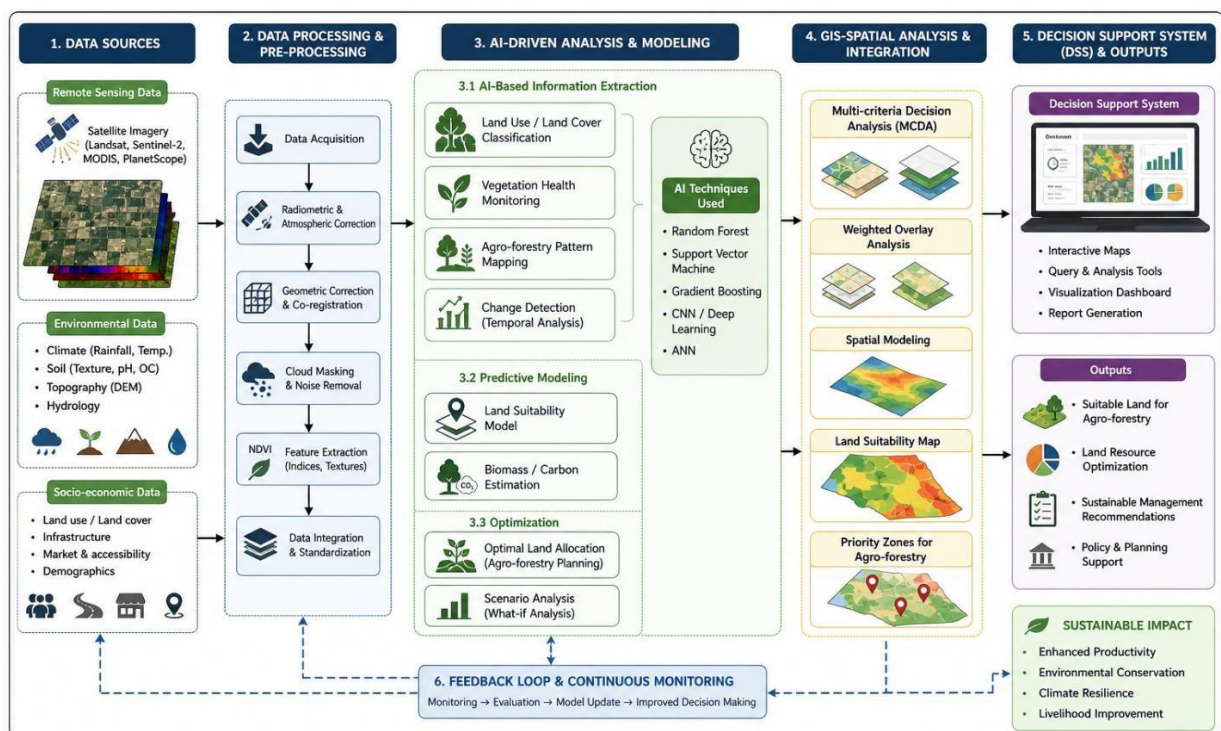 1. DATA SOURCES
Remote Sensing Data
Satellite Imagery
(Landsat, Sentinel-2,
MODIS, PlanetScope)
Environmental Data
• Climate (Rainfall, Temp.)
• Soil (Texture, pH, OC)
• Topography (DEM)
• Hydrology
Socio-economic Data
• Land use / Land cover
• Infrastructure
• Market & accessibility
• Demographics
2. DATA PROCESSING &
PRE-PROCESSING
Data Acquisition
Radiometric &
Atmospheric Correction
Geometric Correction
& Co-registration
Cloud Masking
& Noise Removal
NDVI
Feature Extraction
(Indices, Textures)
Data Integration
& Standardization
3. AI-DRIVEN ANALYSIS & MODELING
3.1 AI-Based Information Extraction
Land Use / Land Cover
Classification
Vegetation Health
Monitoring
Agro-forestry Pattern
Mapping
Change Detection
(Temporal Analysis)
AI Techniques
Used
• Random Forest
• Support Vector
Machine
• Gradient Boosting
• CNN / Deep
Learning
• ANN
3.2 Predictive Modeling
Land Suitability
Model
CO₂
Biomass / Carbon
Estimation
3.3 Optimization
Optimal Land Allocation
(Agro-forestry Planning)
Scenario Analysis
(What-if Analysis)
4. GIS-SPATIAL ANALYSIS &
INTEGRATION
Multi-criteria Decision
Analysis (MCDA)
Weighted Overlay
Analysis
Spatial Modeling
Land Suitability Map
Priority Zones for
Agro-forestry
5. DECISION SUPPORT SYSTEM
(DSS) & OUTPUTS
Decision Support System
• Interactive Maps
• Query & Analysis Tools
• Visualization Dashboard
• Report Generation
Outputs
• Suitable Land for
Agro-forestry
• Land Resource
Optimization
• Sustainable Management
Recommendations
• Policy & Planning
Support
SUSTAINABLE IMPACT
• Enhanced Productivity
• Environmental Conservation
• Climate Resilience
• Livelihood Improvement
6. FEEDBACK LOOP & CONTINUOUS MONITORING
Monitoring → Evaluation → Model Update → Improved Decision Making